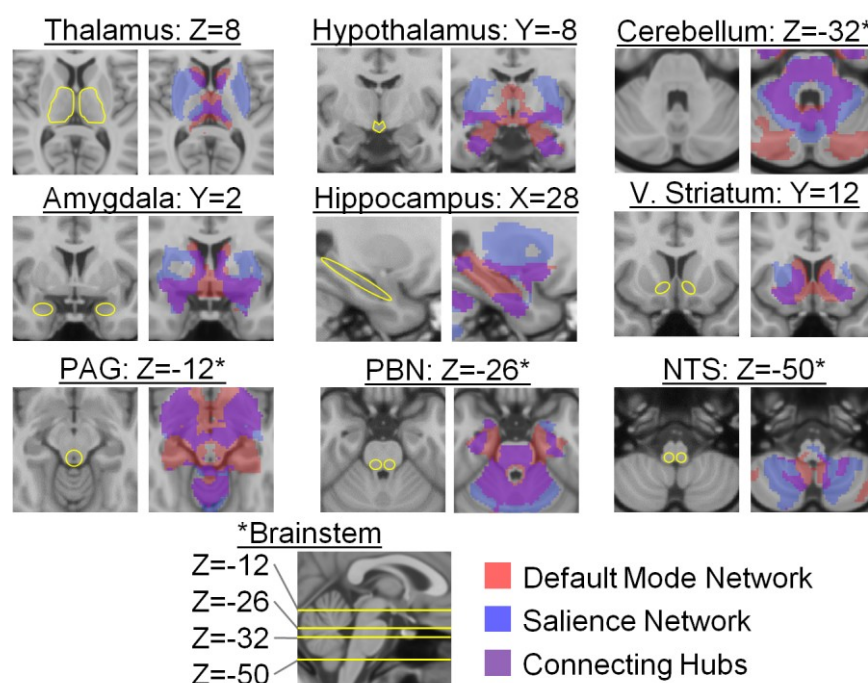 Thalamus: Z=8
Hypothalamus: Y=-8
Cerebellum: Z=-32*
Amygdala: Y=2
Hippocampus: X=28
V. Striatum: Y=12
PAG: Z=-12*
PBN: Z=-26*
NTS: Z=-50*
*Brainstem
Z=-12
Z=-26
Z=-32
Z=-50
Default Mode Network
Salience Network
Connecting Hubs